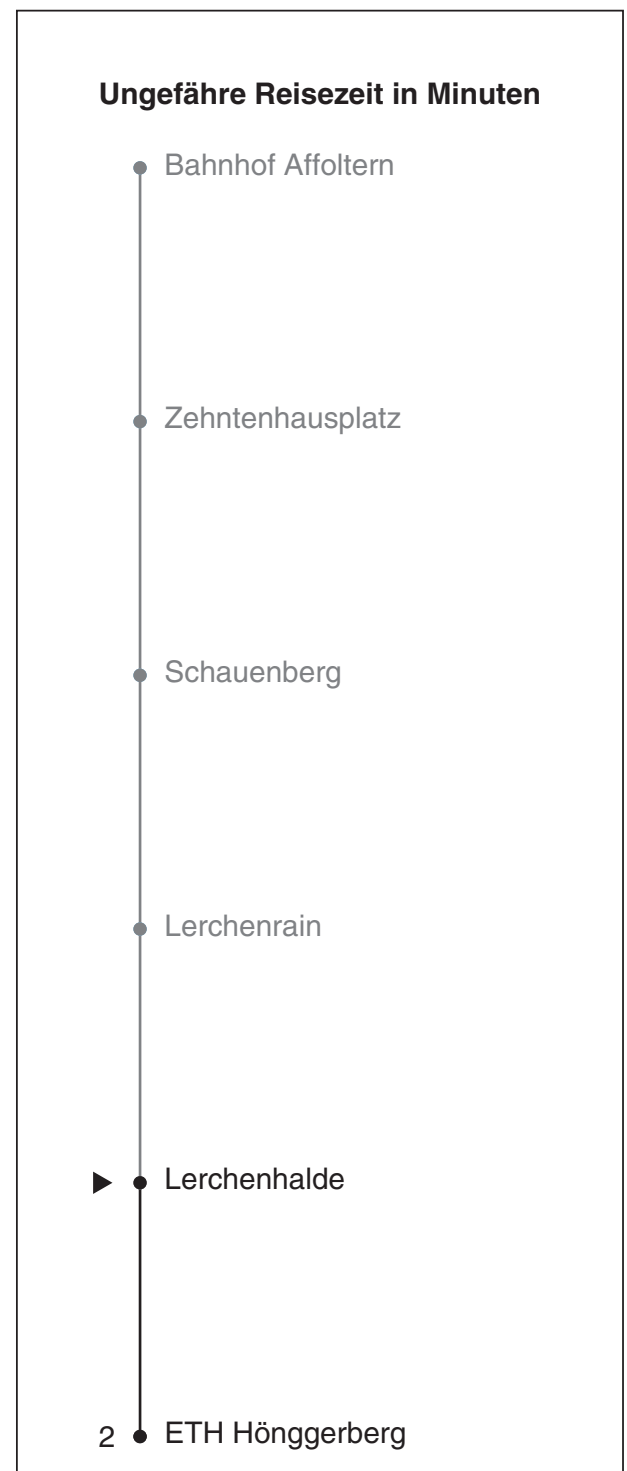 Ungefähre Reisezeit in Minuten
Bahnhof Affoltern
Zehntenhausplatz
Schauenberg
Lerchenrain
Lerchenhalde
2 ETH Hönggerberg